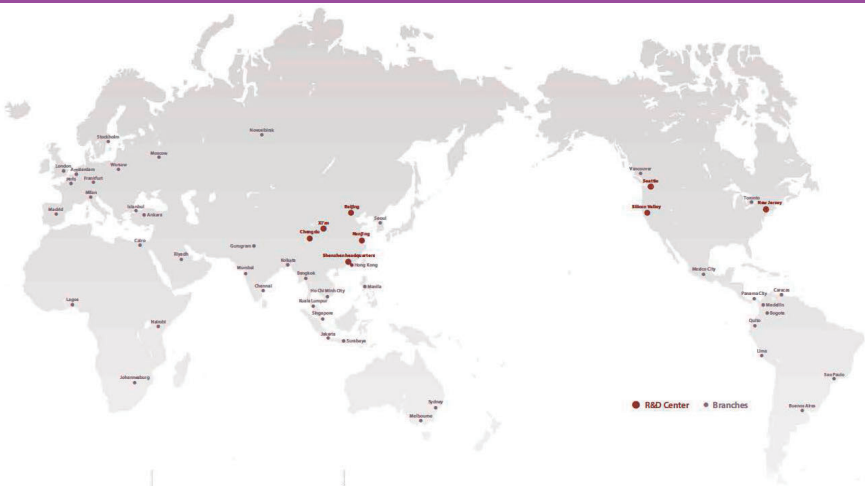 Stockholm
Novosibirsk
Moscow
London
Amsterdam
Warsaw
Paris
Frankfurt
Milan
Madrid
Istanbul
Ankara
Cairo
Riyadh
Gurugram
Mumbai
Chennai
Lagos
Nairobi
Johannesburg
Beijing
Xi'an
Chengdu
Nanjing
Seoul
Shenzhen headquarters
Hong Kong
Bangkok
Ho Chi Minh City
Manila
Kuala Lumpur
Singapore
Jakarta
Surabaya
Sydney
Melbourne
Vancouver
Seattle
Silicon Valley
Toronto
New Jersey
Mexico City
Panama City
Caracas
Medellin
Bogota
Quito
Lima
Sao Paulo
Buenos Aires
R&D Center
Branches